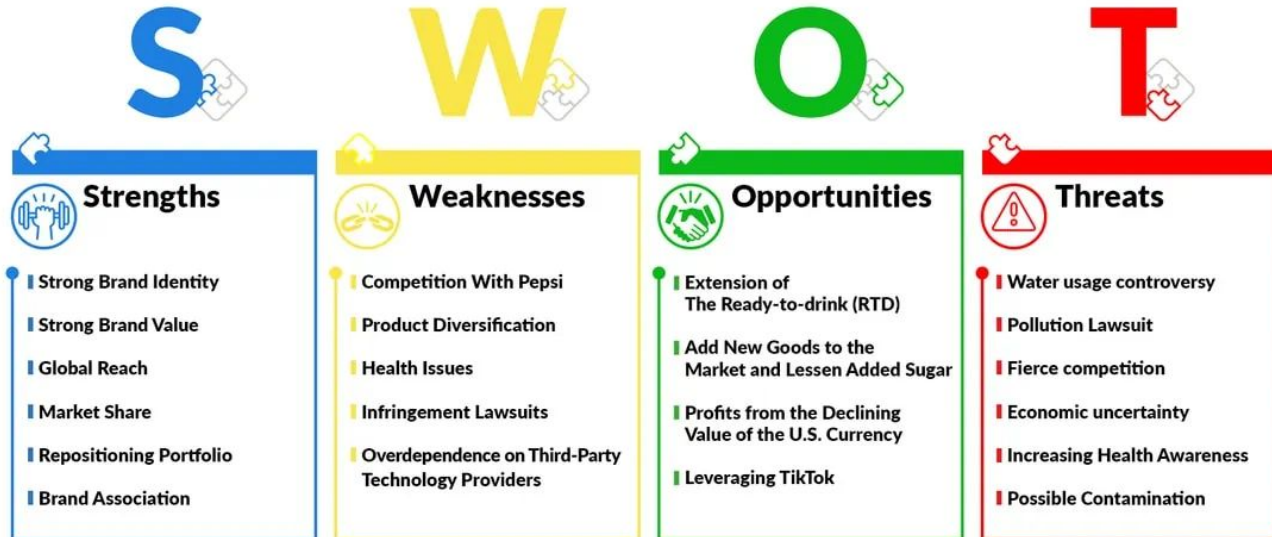 S
W
O
T
Strengths
Strong Brand Identity
Strong Brand Value
Global Reach
Market Share
Repositioning Portfolio
Brand Association
Weaknesses
Competition With Pepsi
Product Diversification
Health Issues
Infringement Lawsuits
Overdependence on Third-Party
Technology Providers
Opportunities
Extension of
The Ready-to-drink (RTD)
Add New Goods to the
Market and Lessen Added Sugar
Profits from the Declining
Value of the U.S. Currency
Leveraging TikTok
Threats
Water usage controversy
Pollution Lawsuit
Fierce competition
Economic uncertainty
Increasing Health Awareness
Possible Contamination